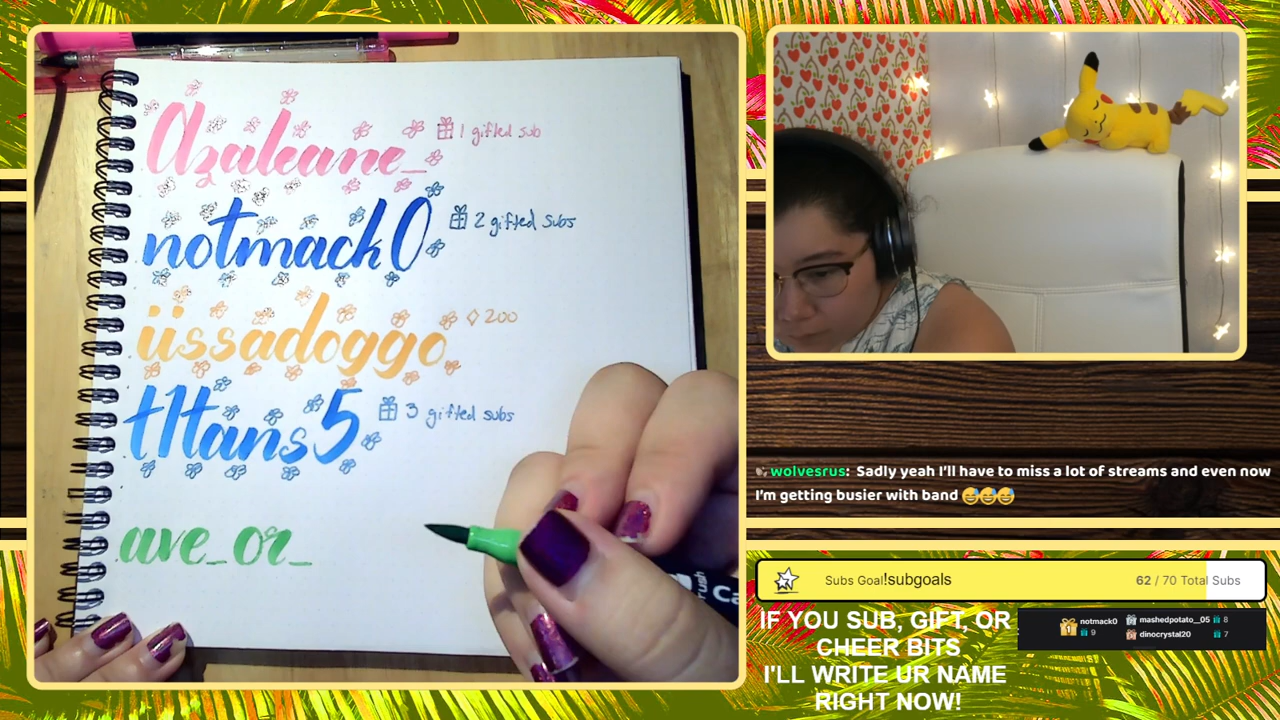 Azaleane_ 1 gifted sub
notmack0 2 gifted subs
iissadoggo 200
t1tans5 3 gifted subs
ave_or_
wolvesrus: Sadly yeah I'll have to miss a lot of streams and even now
I'm getting busier with band 😅😅😅
Subs Goal !subgoals 62 / 70 Total Subs
IF YOU SUB, GIFT, OR
CHEER BITS
I'LL WRITE UR NAME
RIGHT NOW!
1 notmack0 9
mashedpotato_05 8
dinocrystal20 7